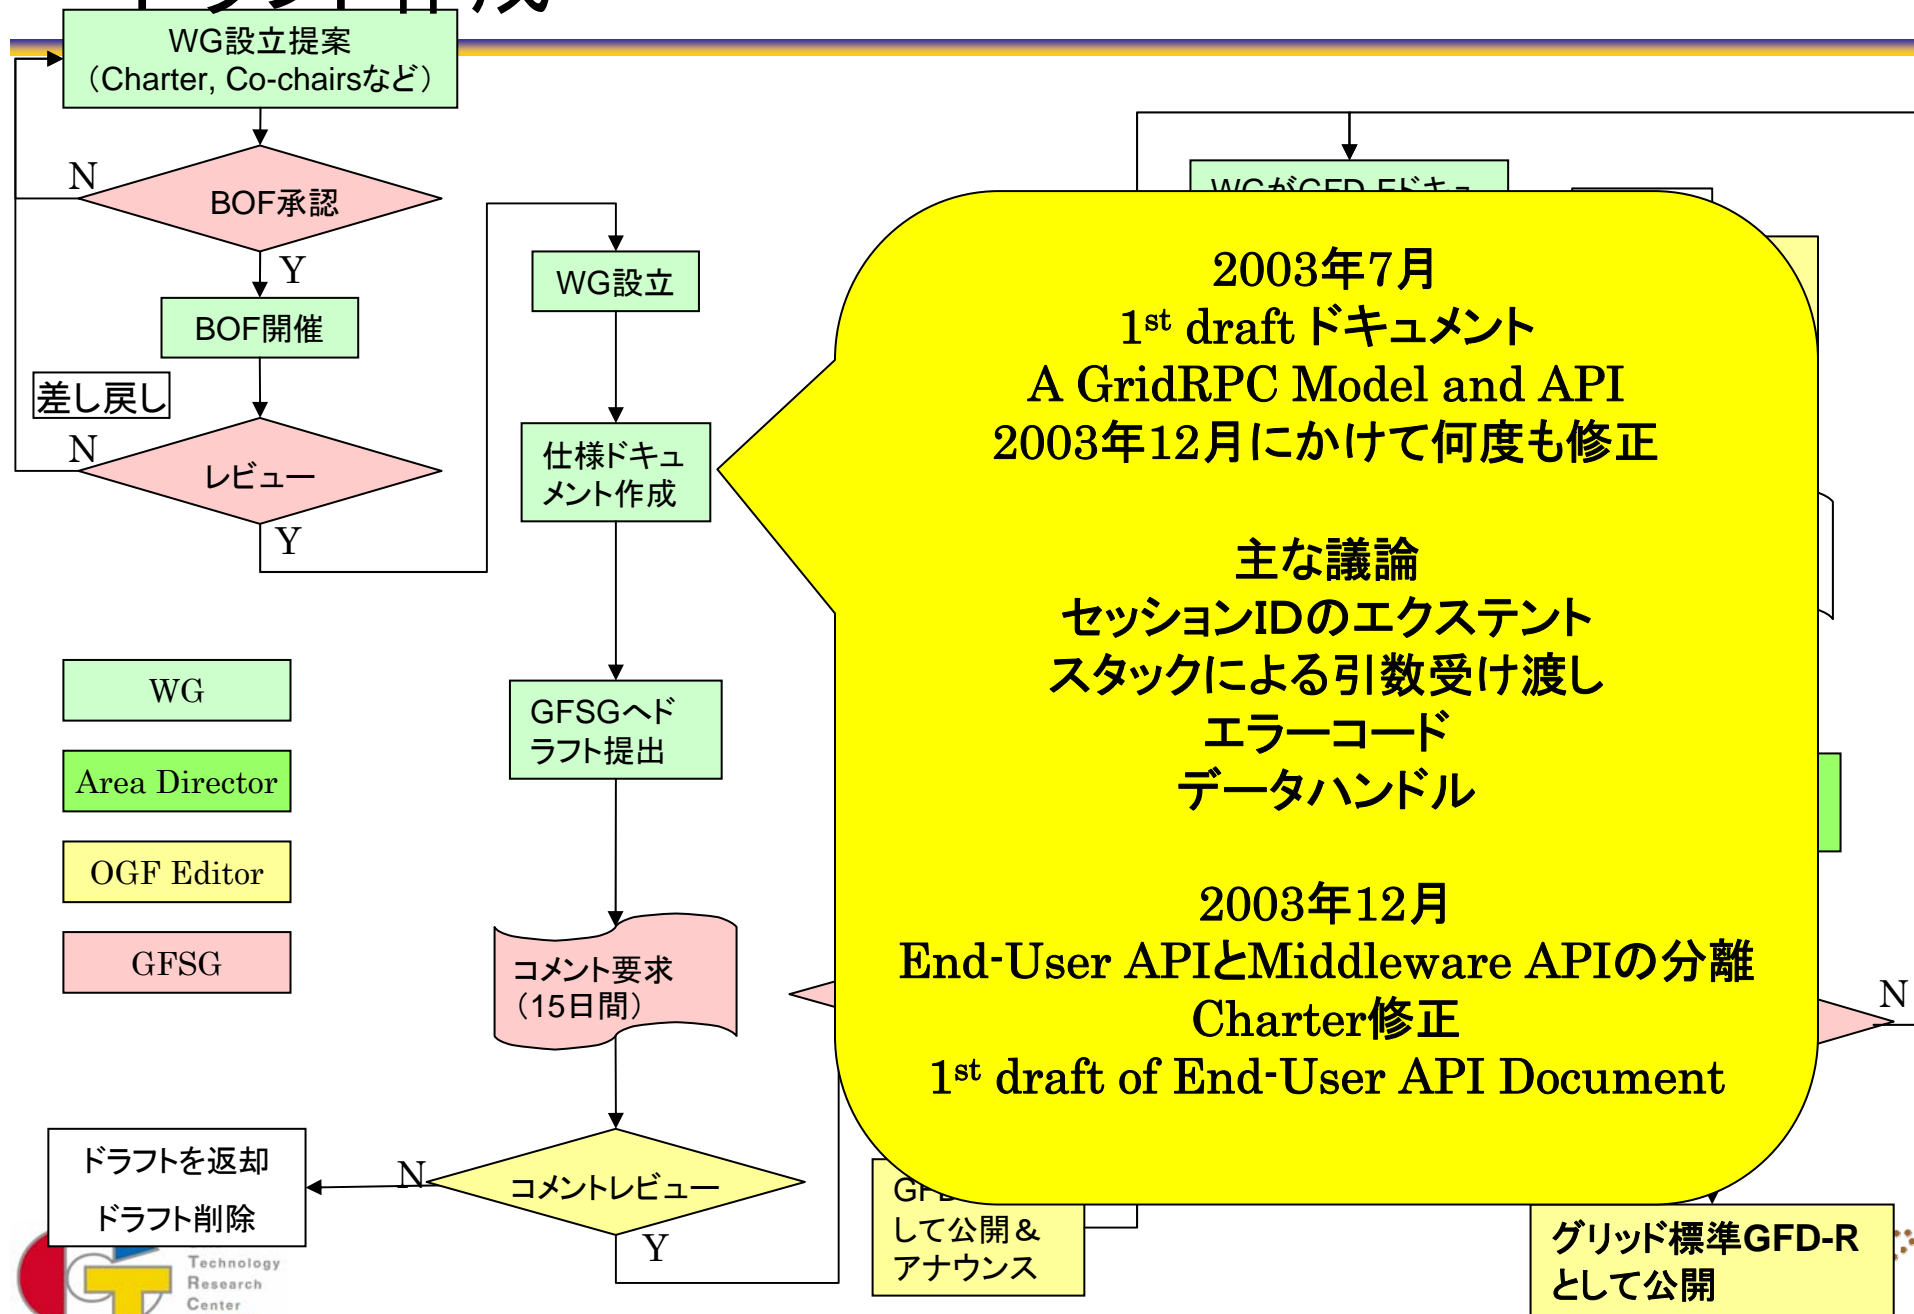 ドラフト作成
WG設立提案
（Charter, Co-chairsなど）
N
BOF承認
Y
BOF開催
差し戻し
N
レビュー
Y
WG設立
仕様ドキュ
メント作成
GFSGへド
ラフト提出
コメント要求
（15日間）
コメントレビュー
N
Y
ドラフトを返却
ドラフト削除
WG
Area Director
OGF Editor
GFSG
2003年7月
1st draft ドキュメント
A GridRPC Model and API
2003年12月にかけて何度も修正
主な議論
セッションIDのエクステント
スタックによる引数受け渡し
エラーコード
データハンドル
2003年12月
End-User APIとMiddleware APIの分離
Charter修正
1st draft of End-User API Document
N
して公開＆
アナウンス
グリッド標準GFD-R
として公開
Technology
Research
Center